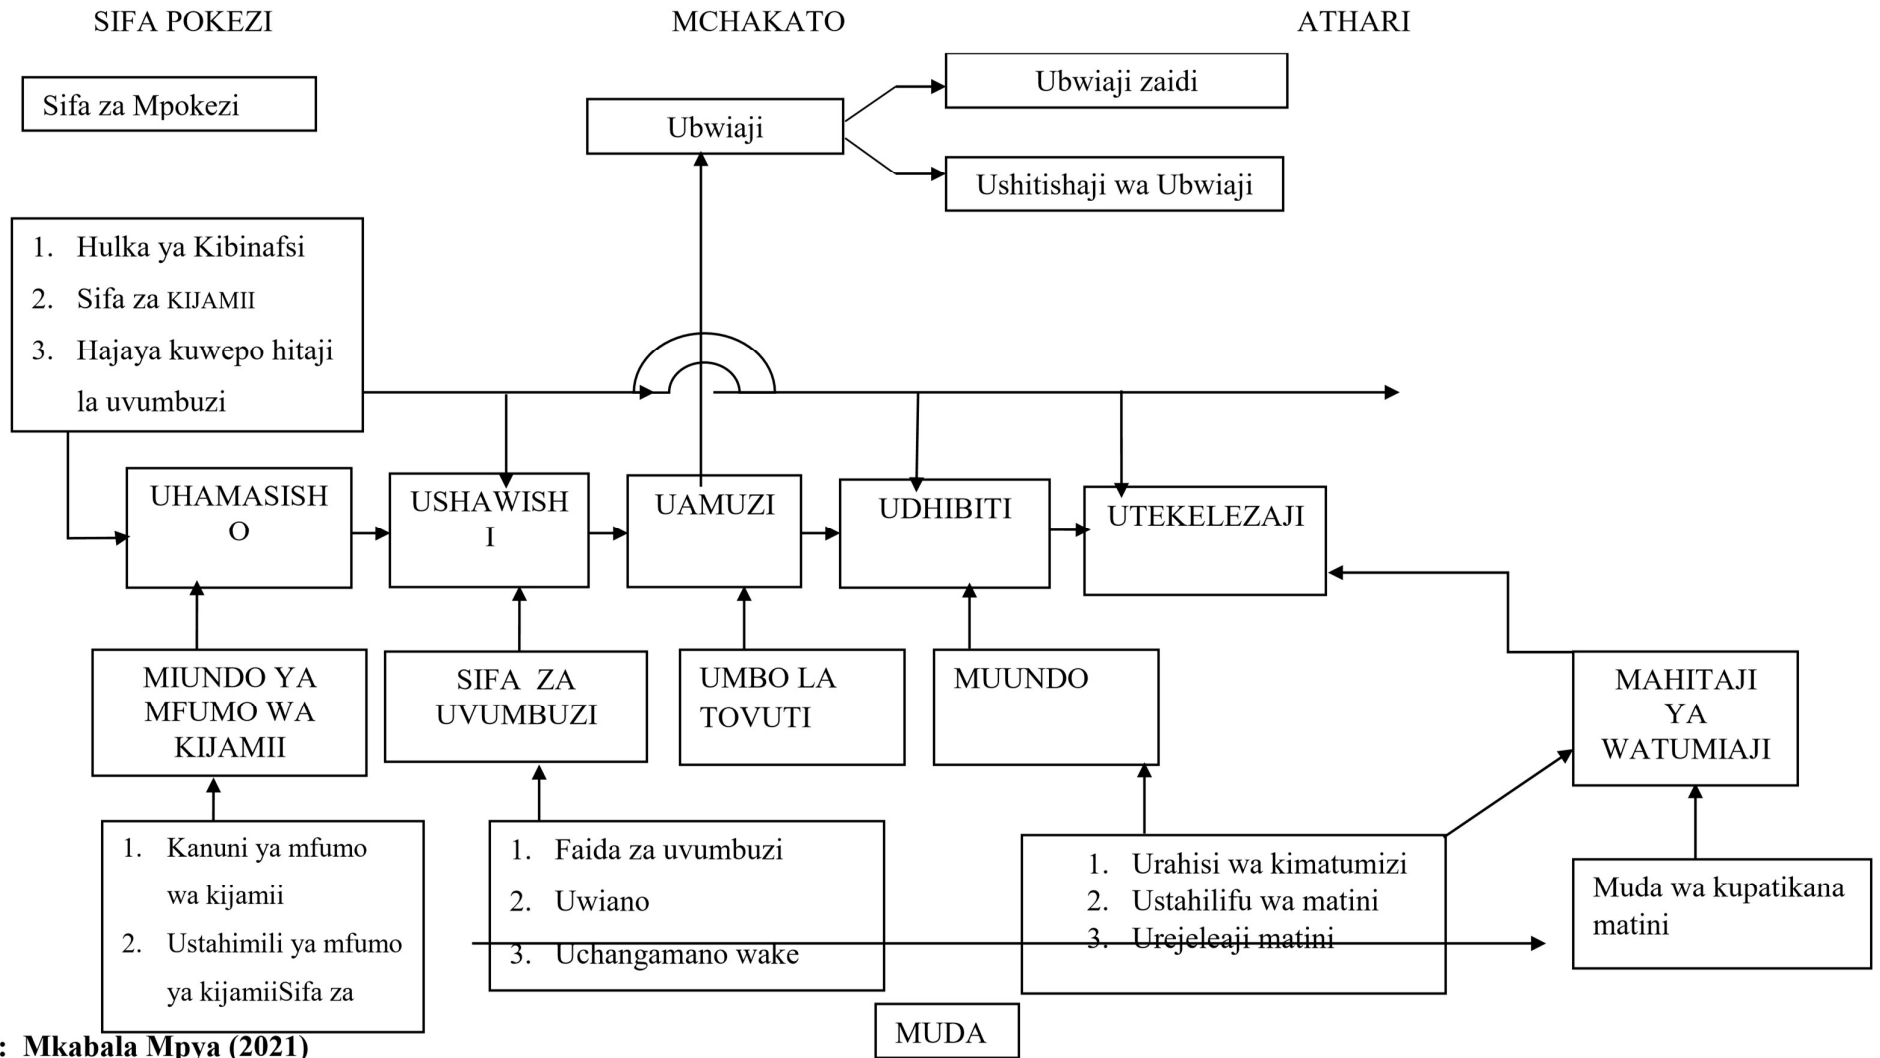 SIFA POKEZI MCHAKATO ATHARI
Sifa za Mpokezi
Ubwiaji
Ubwiaji zaidi
Ushitishaji wa Ubwiaji
1. Hulka ya Kibinafsi
2. Sifa za KIJAMII
3. Hajaya kuwepo hitaji
la uvumbuzi
UHAMASISH
O
USHAWISH
I
UAMUZI
UDHIBITI
UTEKELEZAJI
MIUNDO YA
MFUMO WA
KIJAMII
SIFA ZA
UVUMBUZI
UMBO LA
TOVUTI
MUUNDO
MAHITAJI
YA
WATUMIAJI
1. Kanuni ya mfumo
wa kijamii
2. Ustahimili ya mfumo
ya kijamiiSifa za
1. Faida za uvumbuzi
2. Uwiano
3. Uchangamano wake
1. Urahisi wa kimatumizi
2. Ustahilifu wa matini
3. Urejeleaji matini
Muda wa kupatikana
matini
MUDA
: Mkabala Mpya (2021)